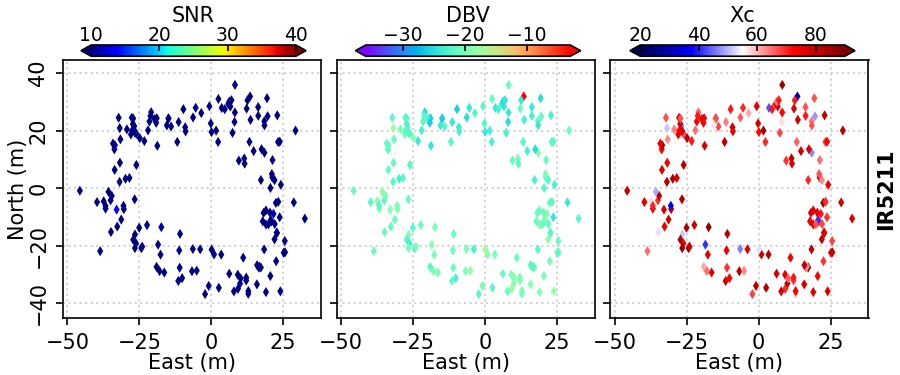 SNR DBV Xc
10 20 30 40 −30 −20 −10 20 40 60 80
North (m)
40
20
0
−20
−40
IR5211
−50 −25 0 25 −50 −25 0 25 −50 −25 0 25
East (m) East (m) East (m)